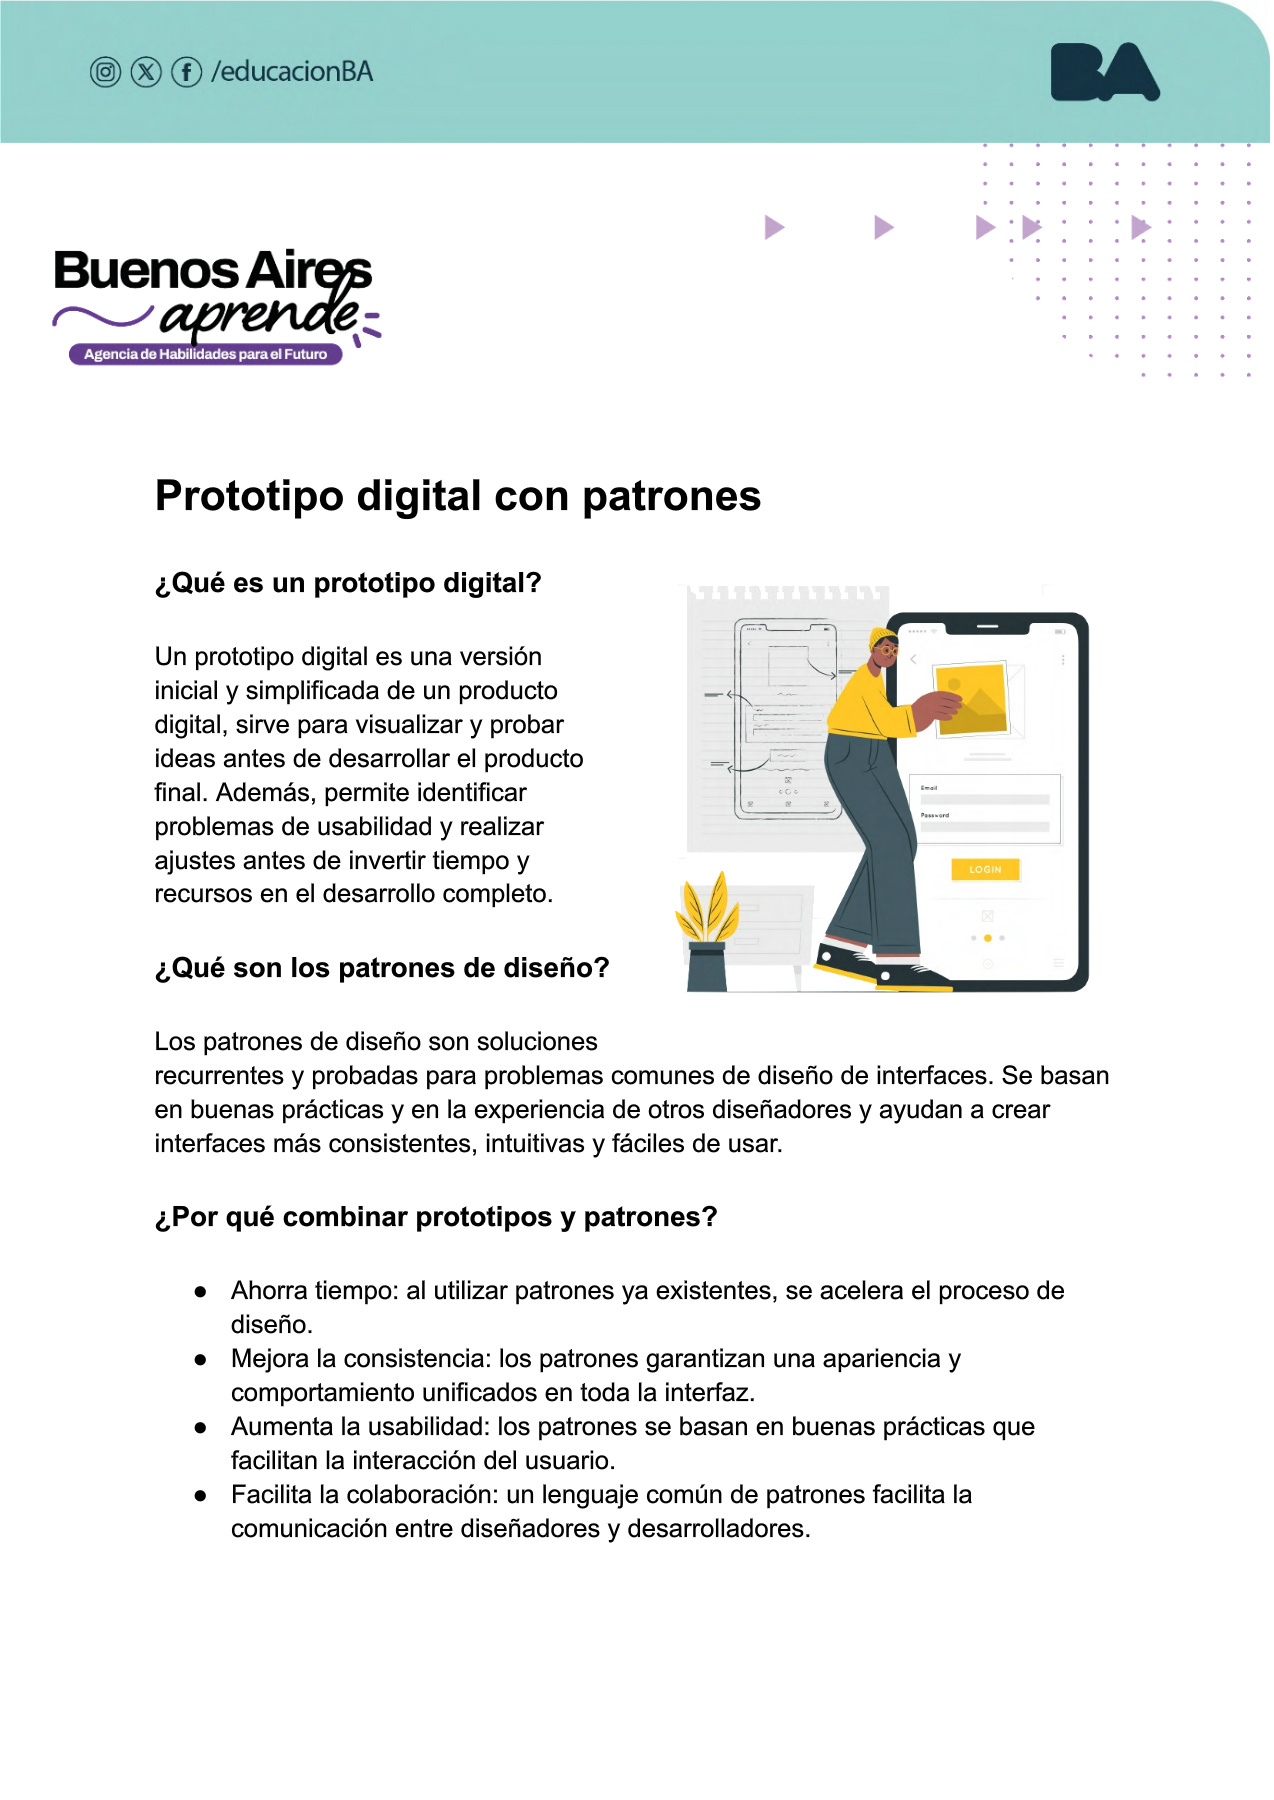 /educacionBA
BA
Buenos Aires
aprende
Agencia de Habilidades para el Futuro
Prototipo digital con patrones
¿Qué es un prototipo digital?
Un prototipo digital es una versión
inicial y simplificada de un producto
digital, sirve para visualizar y probar
ideas antes de desarrollar el producto
final. Además, permite identificar
problemas de usabilidad y realizar
ajustes antes de invertir tiempo y
recursos en el desarrollo completo.
Email
Password
LOGIN
¿Qué son los patrones de diseño?
Los patrones de diseño son soluciones
recurrentes y probadas para problemas comunes de diseño de interfaces. Se basan
en buenas prácticas y en la experiencia de otros diseñadores y ayudan a crear
interfaces más consistentes, intuitivas y fáciles de usar.
¿Por qué combinar prototipos y patrones?
● Ahorra tiempo: al utilizar patrones ya existentes, se acelera el proceso de
diseño.
● Mejora la consistencia: los patrones garantizan una apariencia y
comportamiento unificados en toda la interfaz.
● Aumenta la usabilidad: los patrones se basan en buenas prácticas que
facilitan la interacción del usuario.
● Facilita la colaboración: un lenguaje común de patrones facilita la
comunicación entre diseñadores y desarrolladores.